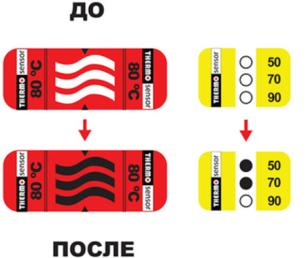 ДО
THERMO sensor
80 °C
80 °C
THERMO sensor
THERMO sensor
50
70
90
THERMO sensor
80 °C
80 °C
THERMO sensor
THERMO sensor
50
70
90
ПОСЛЕ